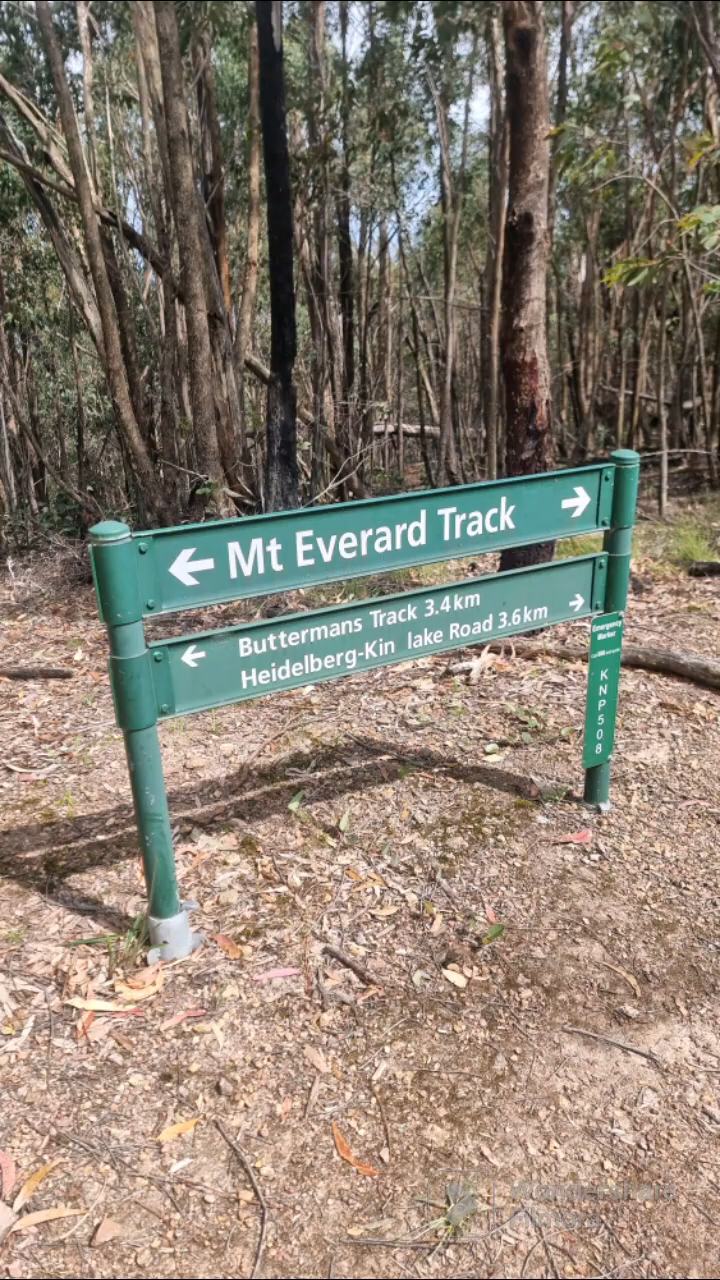 ← Mt Everard Track →
← Buttermans Track 3.4km →
Heidelberg-Kin lake Road 3.6km
Emergency
Marker
KNP508